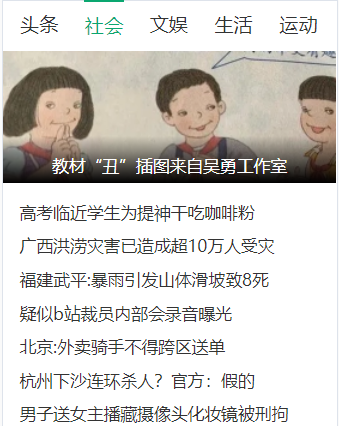 头条 社会 文娱 生活 运动
教材“丑”插图来自吴勇工作室
高考临近学生为提神干吃咖啡粉
广西洪涝灾害已造成超10万人受灾
福建武平:暴雨引发山体滑坡致8死
疑似b站裁员内部会录音曝光
北京:外卖骑手不得跨区送单
杭州下沙连环杀人？官方：假的
男子送女主播藏摄像头化妆镜被刑拘